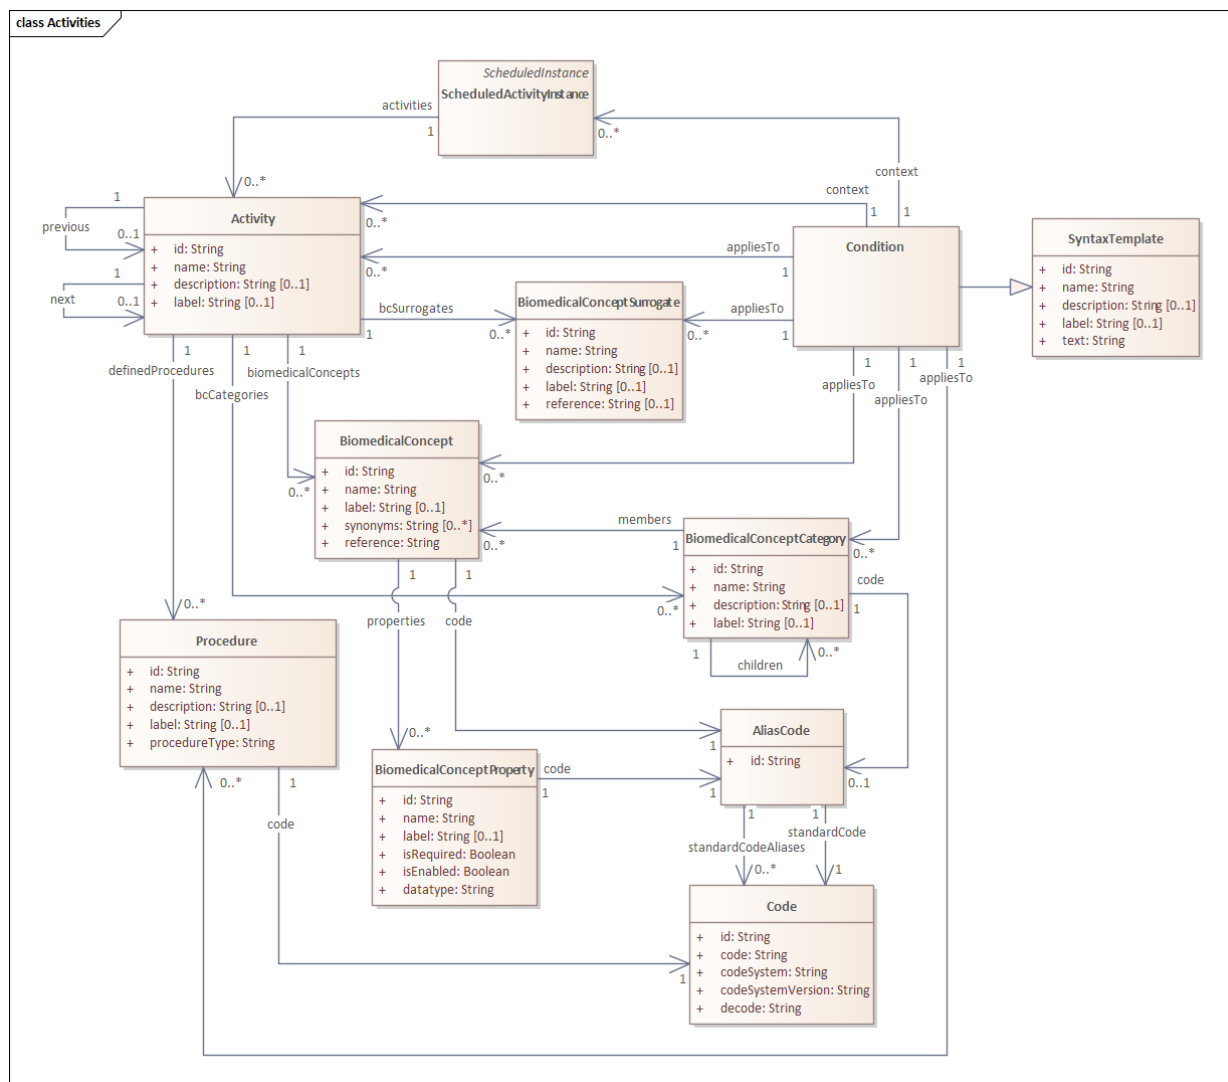 class Activities
ScheduledInstance
ScheduledActivityInstance
activities
1
0..*
context
1
0..*
context
1
0..*
1
previous
0..1
1
next
0..1
Activity
+ id: String
+ name: String
+ description: String [0..1]
+ label: String [0..1]
Condition
SyntaxTemplate
+ id: String
+ name: String
+ description: String [0..1]
+ label: String [0..1]
+ text: String
appliesTo
1
0..*
bcSurrogates
1
0..*
BiomedicalConceptSurrogate
+ id: String
+ name: String
+ description: String [0..1]
+ label: String [0..1]
+ reference: String [0..1]
appliesTo
1
0..*
1
definedProcedures
0..*
1
bcCategories
0..*
1
biomedicalConcepts
0..*
1
appliesTo
0..*
1
appliesTo
0..*
1
appliesTo
0..*
BiomedicalConcept
+ id: String
+ name: String
+ label: String [0..1]
+ synonyms: String [0..*]
+ reference: String
members
1
0..*
BiomedicalConceptCategory
+ id: String
+ name: String
+ description: String [0..1]
+ label: String [0..1]
code
1
0..1
1
children
0..*
1
properties
0..*
1
code
1
Procedure
+ id: String
+ name: String
+ description: String [0..1]
+ label: String [0..1]
+ procedureType: String
1
code
1
BiomedicalConceptProperty
+ id: String
+ name: String
+ label: String [0..1]
+ isRequired: Boolean
+ isEnabled: Boolean
+ datatype: String
code
1
1
AliasCode
+ id: String
1
standardCodeAliases
0..*
1
standardCode
1
Code
+ id: String
+ code: String
+ codeSystem: String
+ codeSystemVersion: String
+ decode: String